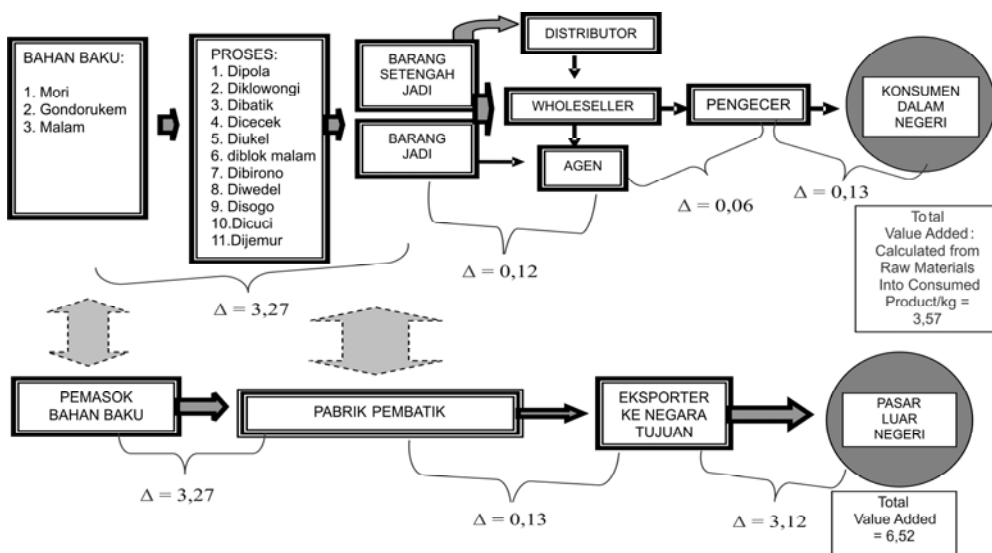 BAHAN BAKU:
1. Mori
2. Gondorukem
3. Malam
PROSES:
1. Dipola
2. Diklowongi
3. Dibatik
4. Dicecek
5. Diukel
6. diblok malam
7. Dibirono
8. Diwedel
9. Disogo
10. Dicuci
11. Dijemur
BARANG
SETENGAH
JADI
BARANG
JADI
DISTRIBUTOR
WHOLESELLER
AGEN
PENGECER
KONSUMEN
DALAM
NEGERI
Δ = 3,27
Δ = 0,12
Δ = 0,06
Δ = 0,13
Total
Value Added:
Calculated from
Raw Materials
Into Consumed
Product/kg =
3,57
PEMASOK
BAHAN BAKU
PABRIK PEMBATIK
EKSPORTER
KE NEGARA
TUJUAN
PASAR
LUAR
NEGERI
Δ = 3,27
Δ = 0,13
Δ = 3,12
Total
Value Added
= 6,52